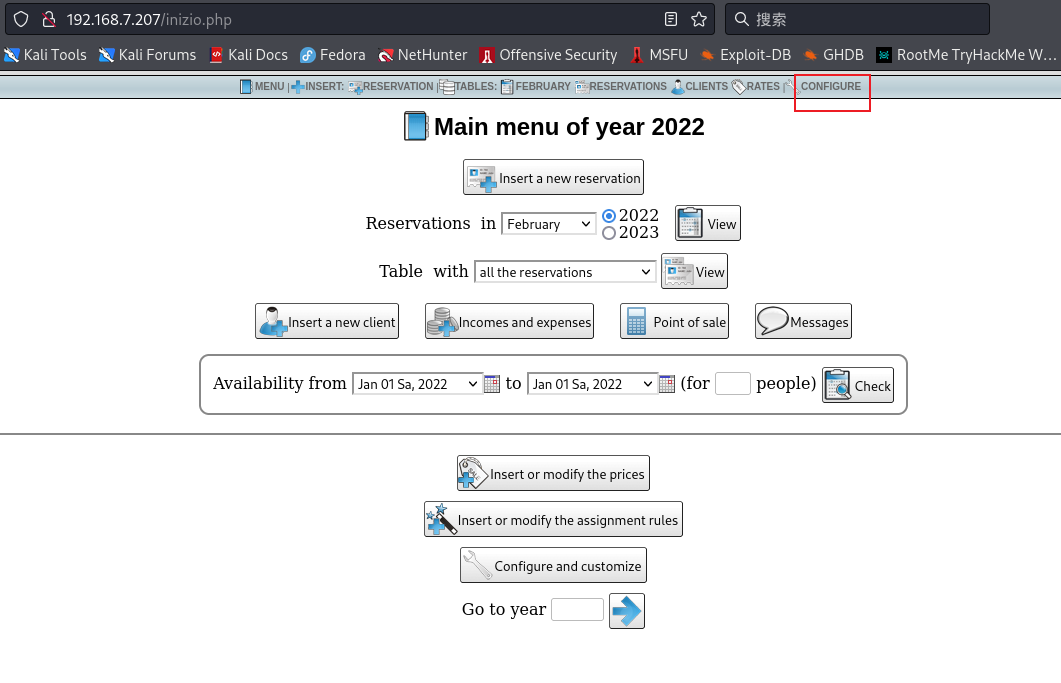 192.168.7.207/inizio.php 搜索
Kali Tools Kali Forums Kali Docs Fedora NetHunter Offensive Security MSFU Exploit-DB GHDB RootMe TryHackMe W…
MENU | INSERT: RESERVATION | TABLES: FEBRUARY RESERVATIONS CLIENTS RATES | CONFIGURE
Main menu of year 2022
Insert a new reservation
Reservations in February 2022 2023 View
Table with all the reservations View
Insert a new client Incomes and expenses Point of sale Messages
Availability from Jan 01 Sa, 2022 to Jan 01 Sa, 2022 (for people) Check
Insert or modify the prices
Insert or modify the assignment rules
Configure and customize
Go to year